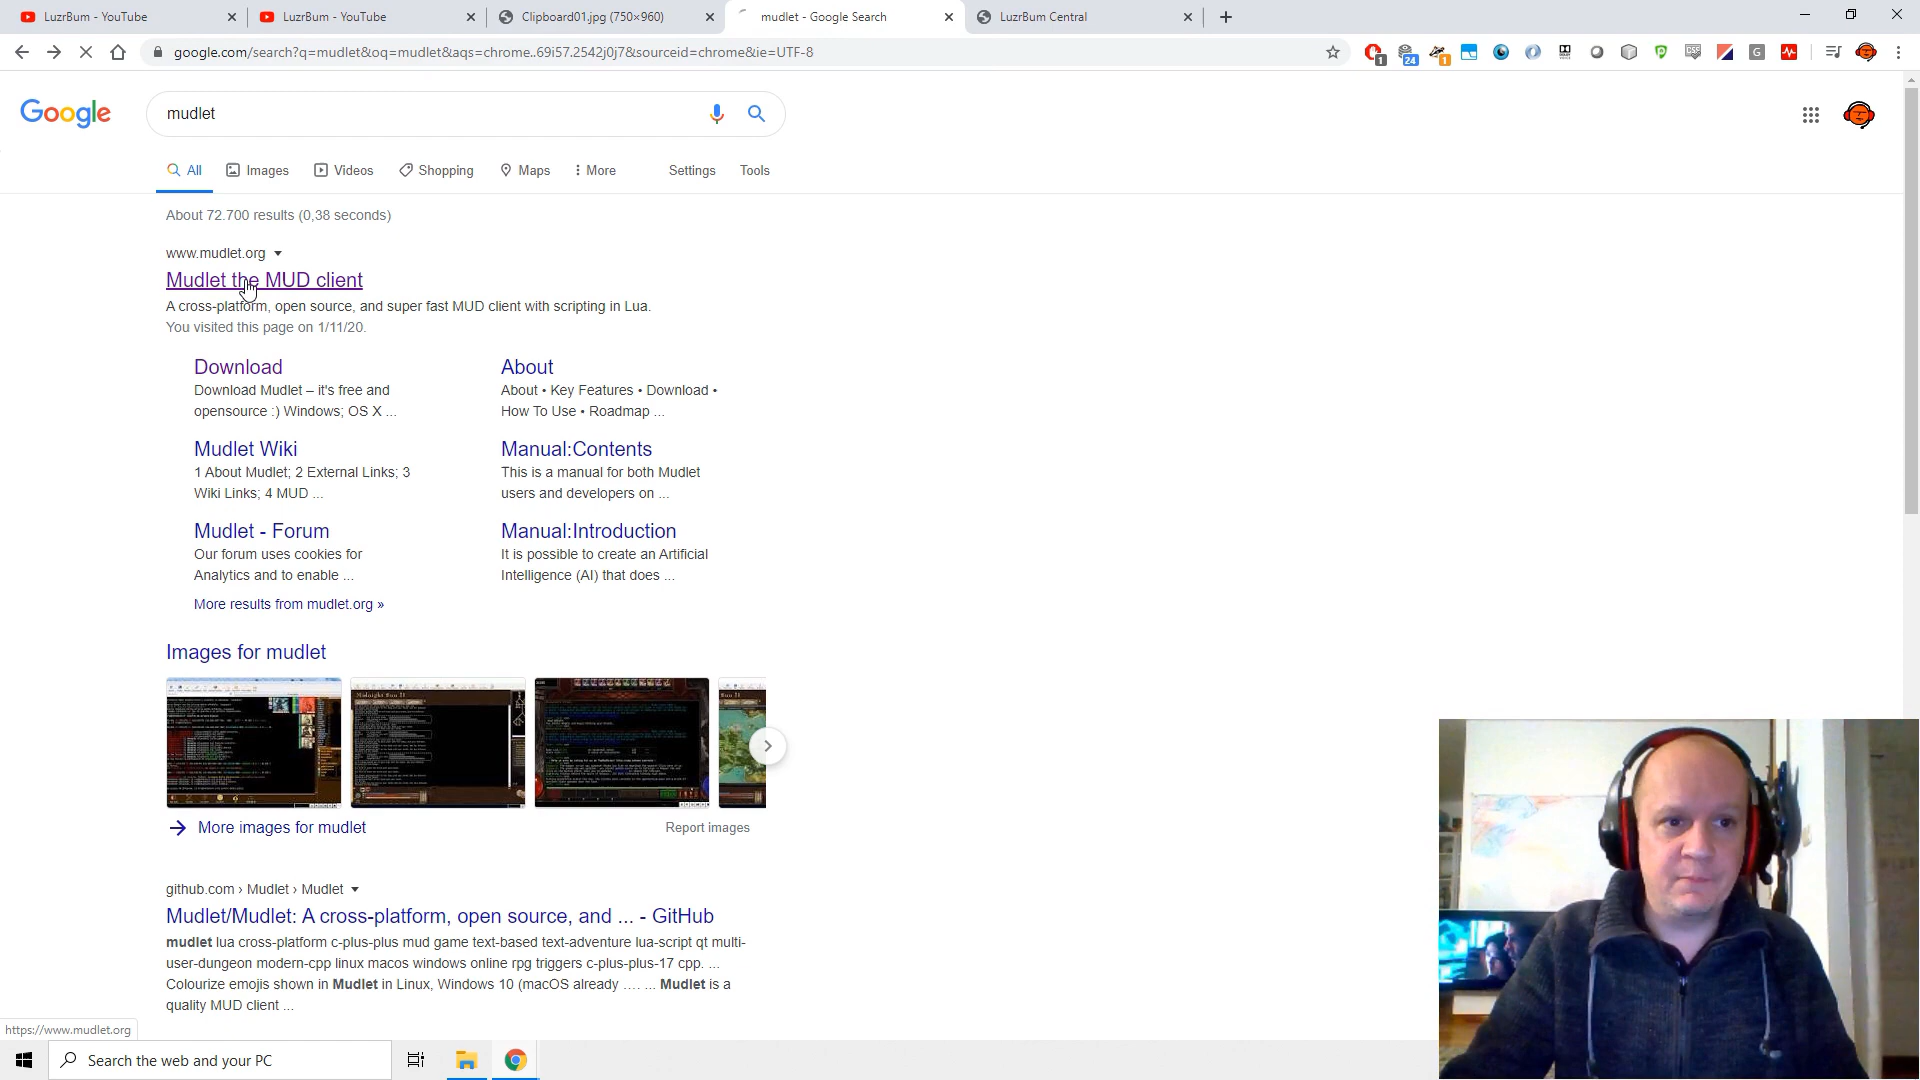 LuzrBum - YouTube
LuzrBum - YouTube
Clipboard01.jpg (750×960)
mudlet - Google Search
LuzrBum Central
google.com/search?q=mudlet&oq=mudlet&aqs=chrome..69i57.2542j0j7&sourceid=chrome&ie=UTF-8
1
24
1
G
Google
mudlet
All
Images
Videos
Shopping
Maps
More
Settings
Tools
About 72.700 results (0,38 seconds)
www.mudlet.org
Mudlet the MUD client
A cross-platform, open source, and super fast MUD client with scripting in Lua.
You visited this page on 1/11/20.
Download
Download Mudlet – it's free and
opensource :) Windows; OS X ...
About
About • Key Features • Download •
How To Use • Roadmap ...
Mudlet Wiki
1 About Mudlet; 2 External Links; 3
Wiki Links; 4 MUD ...
Manual:Contents
This is a manual for both Mudlet
users and developers on ...
Mudlet - Forum
Our forum uses cookies for
Analytics and to enable ...
Manual:Introduction
It is possible to create an Artificial
Intelligence (AI) that does ...
More results from mudlet.org »
Images for mudlet
More images for mudlet
Report images
github.com › Mudlet › Mudlet
Mudlet/Mudlet: A cross-platform, open source, and ... - GitHub
mudlet lua cross-platform c-plus-plus mud game text-based text-adventure lua-script qt multi-
user-dungeon modern-cpp linux macos windows online rpg triggers c-plus-plus-17 cpp. ...
Colourize emojis shown in Mudlet in Linux, Windows 10 (macOS already …. ... Mudlet is a
quality MUD client ...
https://www.mudlet.org
Search the web and your PC